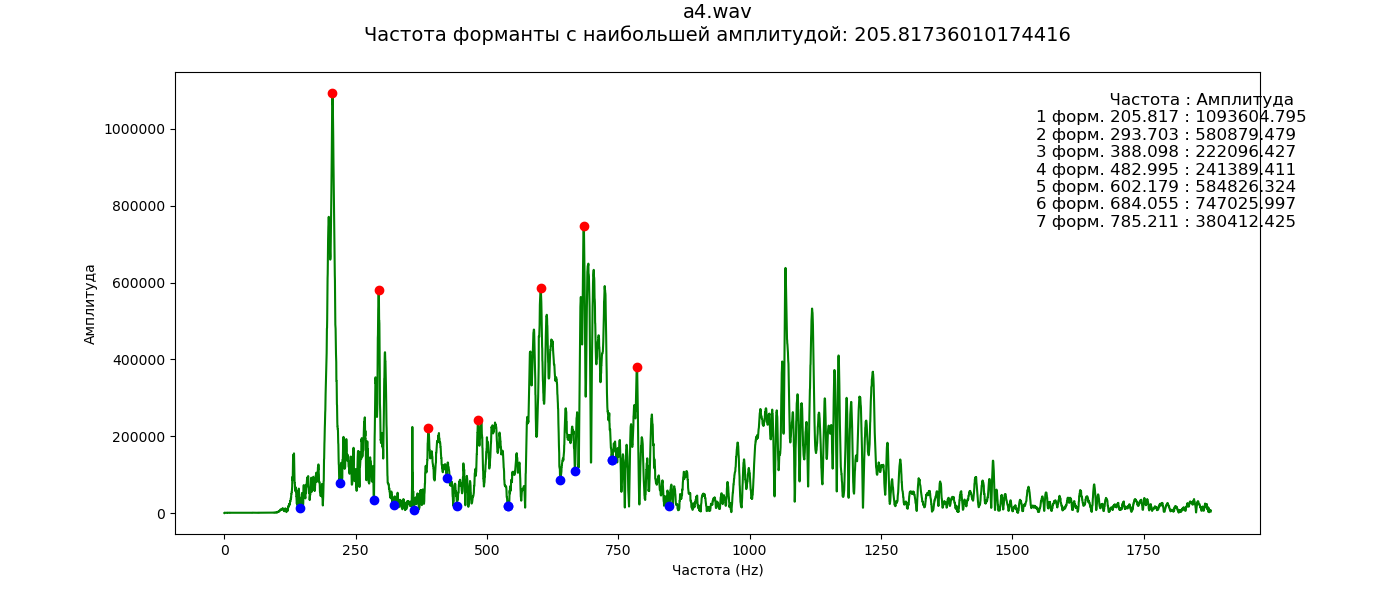 a4.wav
Частота форманты с наибольшей амплитудой: 205.81736010174416
Частота : Амплитуда
1 форм. 205.817 : 1093604.795
2 форм. 293.703 : 580879.479
3 форм. 388.098 : 222096.427
4 форм. 482.995 : 241389.411
5 форм. 602.179 : 584826.324
6 форм. 684.055 : 747025.997
7 форм. 785.211 : 380412.425
1000000
800000
600000
400000
200000
0
Амплитуда
0 250 500 750 1000 1250 1500 1750
Частота (Hz)